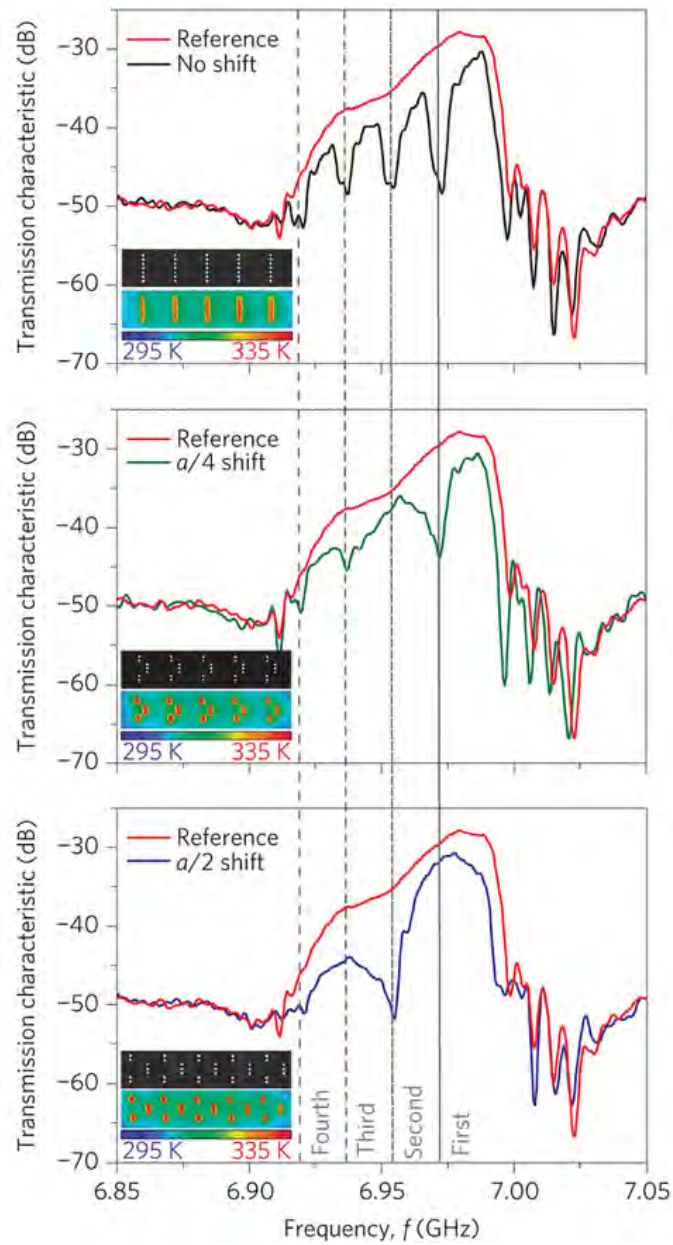 Reference
No shift
−30
−40
−50
−60
−70
Transmission characteristic (dB)
295 K 335 K
Reference
a/4 shift
−30
−40
−50
−60
−70
Transmission characteristic (dB)
295 K 335 K
Reference
a/2 shift
−30
−40
−50
−60
−70
Transmission characteristic (dB)
295 K 335 K
Fourth
Third
Second
First
6.85 6.90 6.95 7.00 7.05
Frequency, f (GHz)